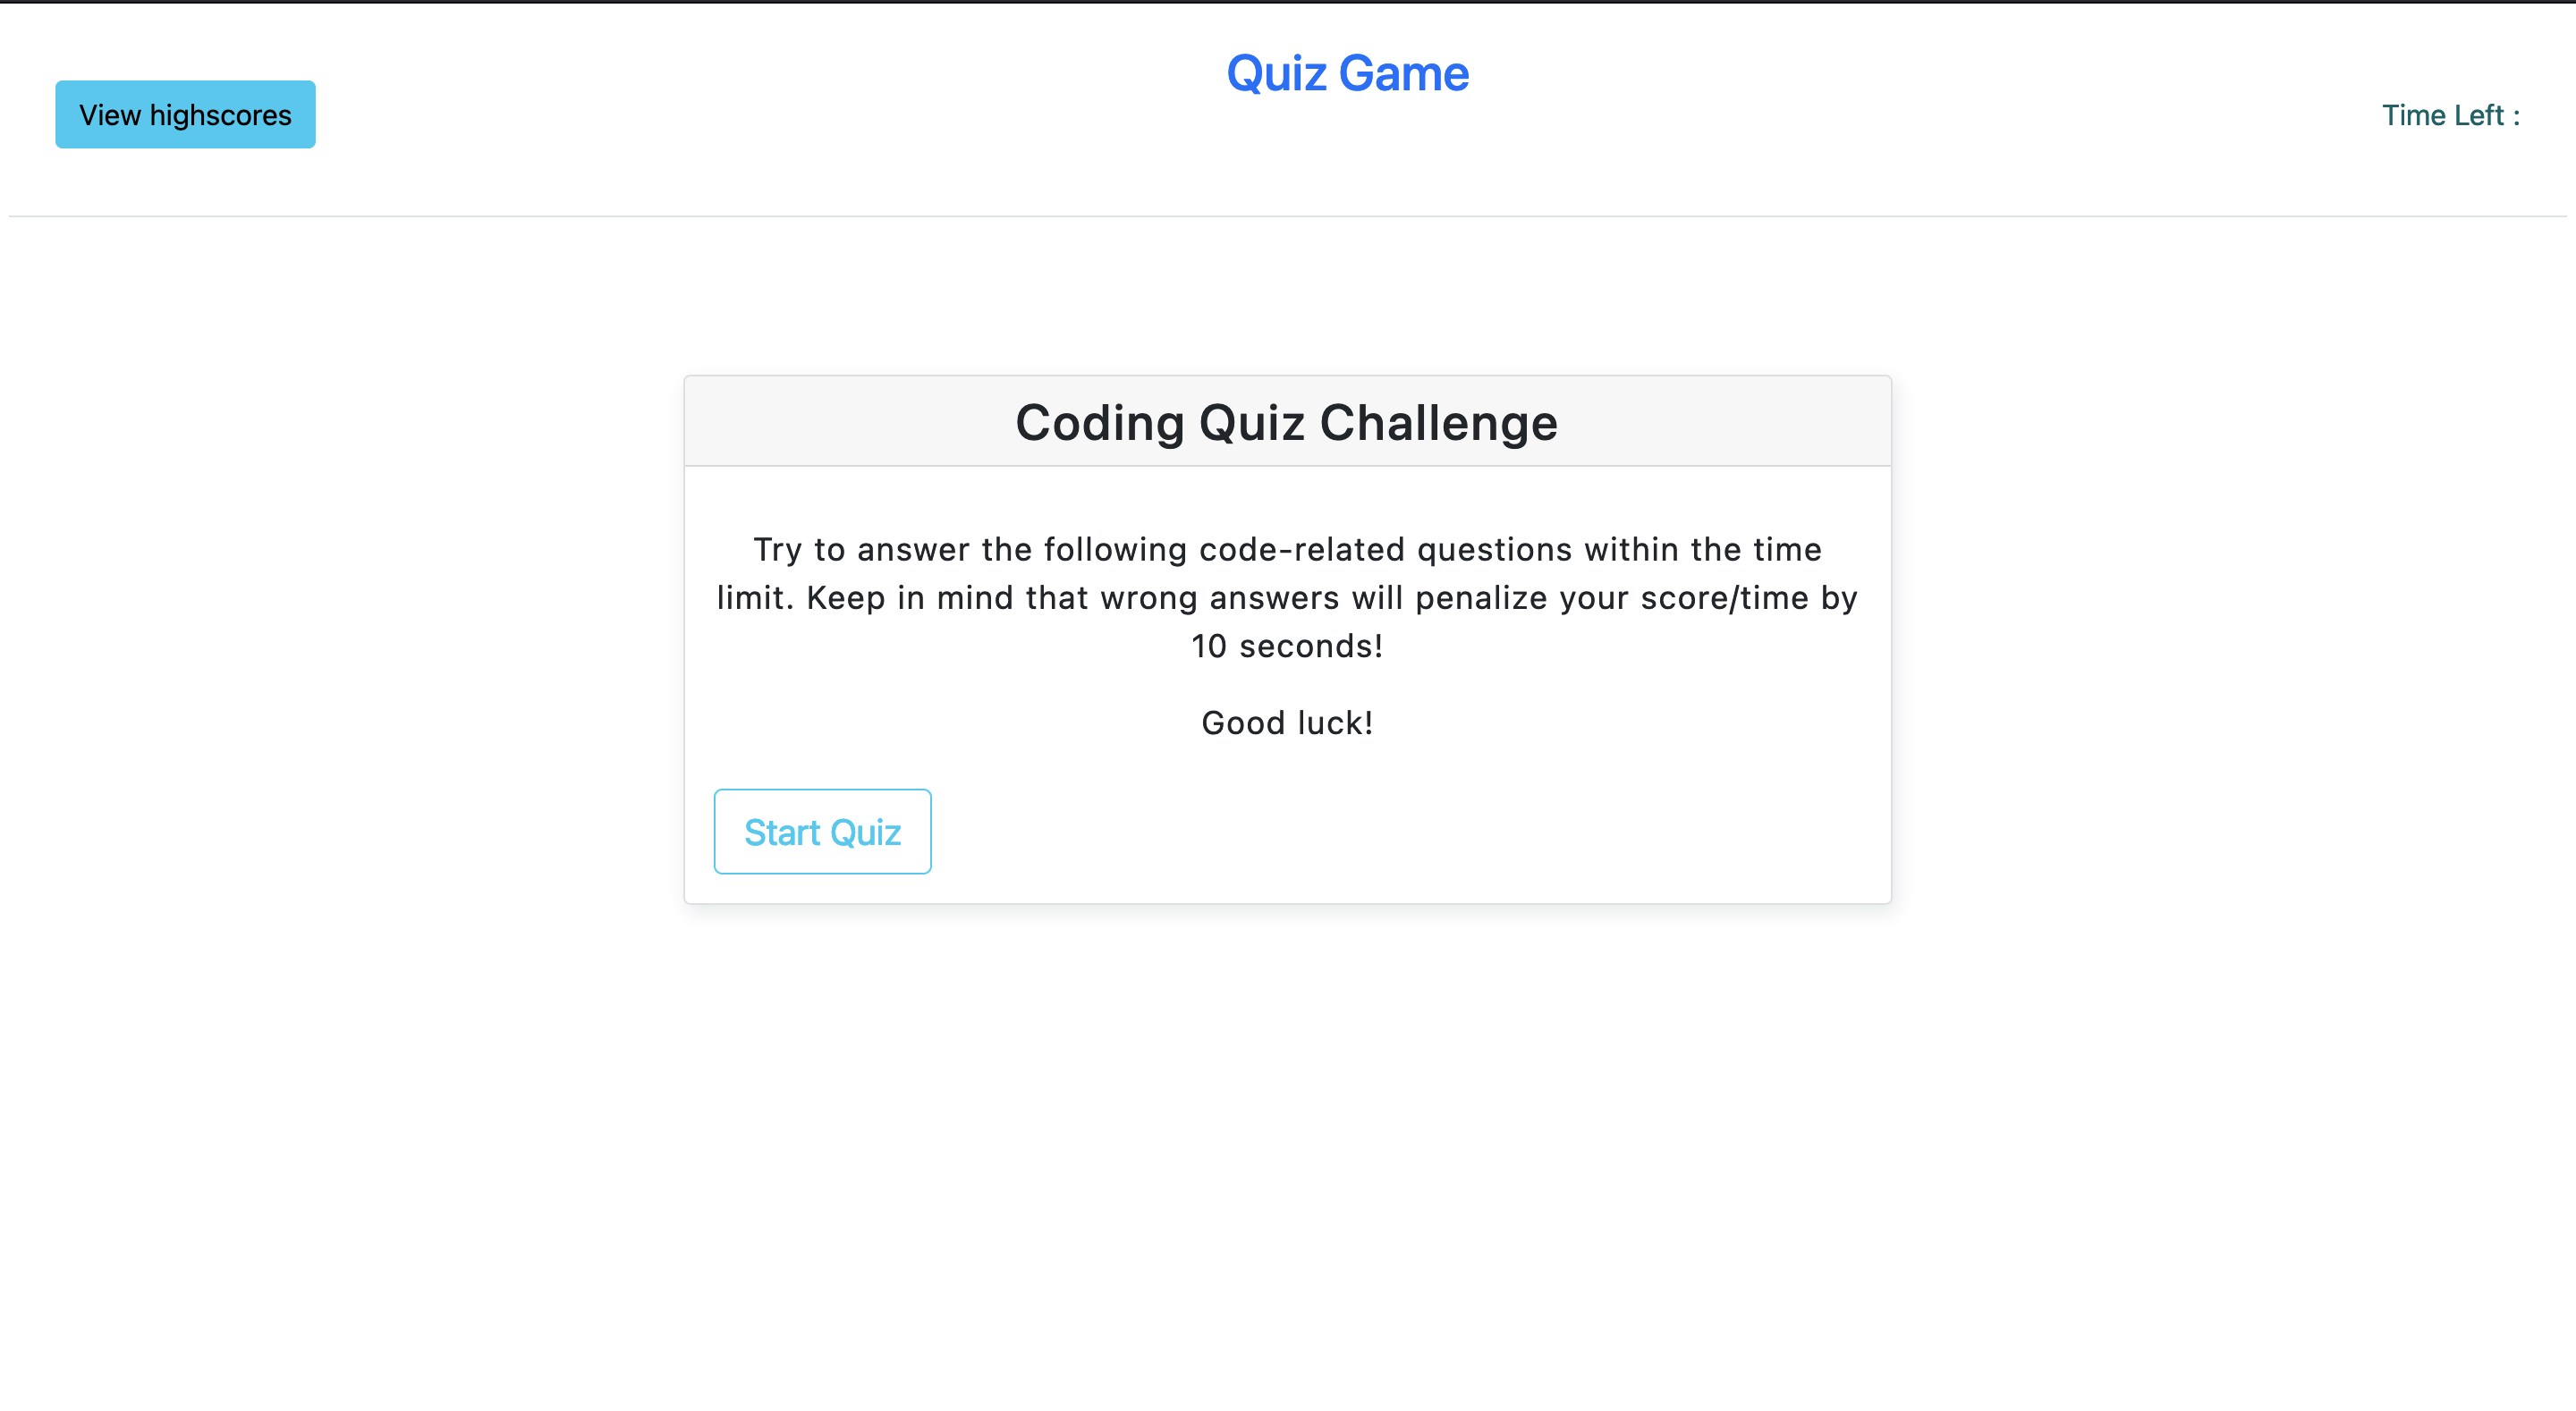 Quiz Game
View highscores
Time Left :
Coding Quiz Challenge
Try to answer the following code-related questions within the time
limit. Keep in mind that wrong answers will penalize your score/time by
10 seconds!
Good luck!
Start Quiz